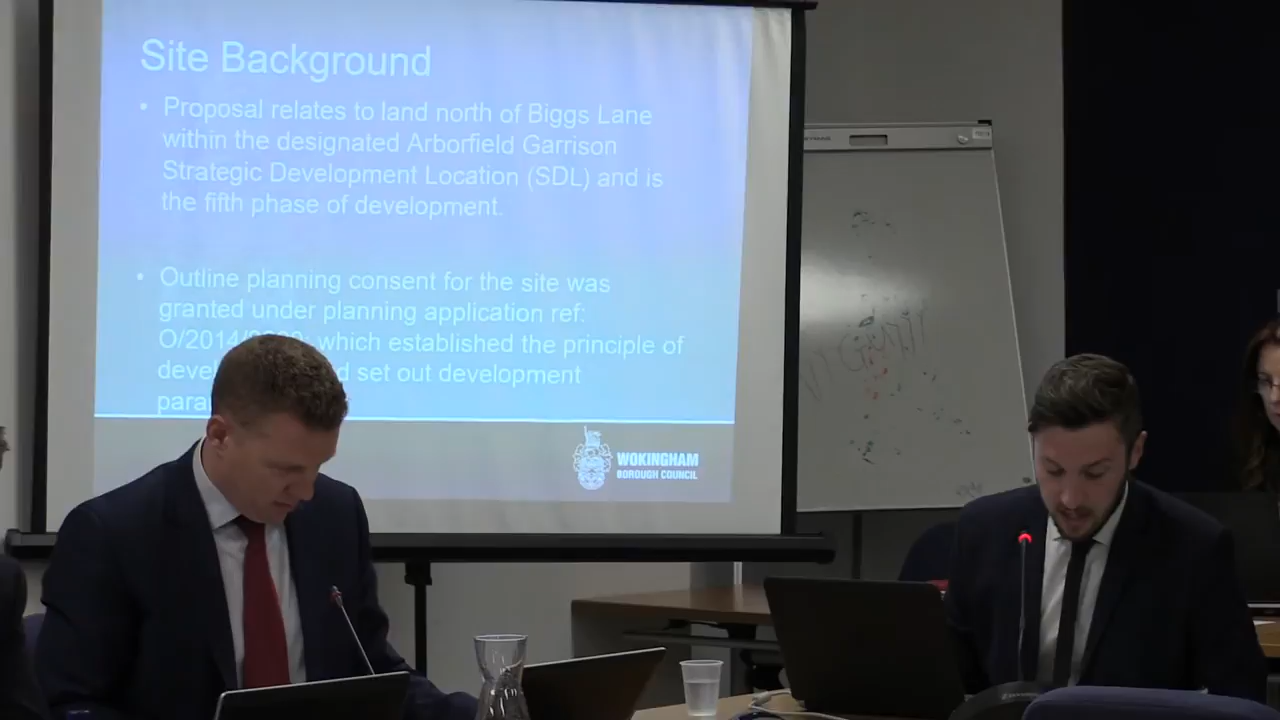 Site Background
• Proposal relates to land north of Biggs Lane
within the designated Arborfield Garrison
Strategic Development Location (SDL) and is
the fifth phase of development.
• Outline planning consent for the site was
granted under planning application ref:
which established the principle of
set out development
WOKINGHAM
BOROUGH COUNCIL